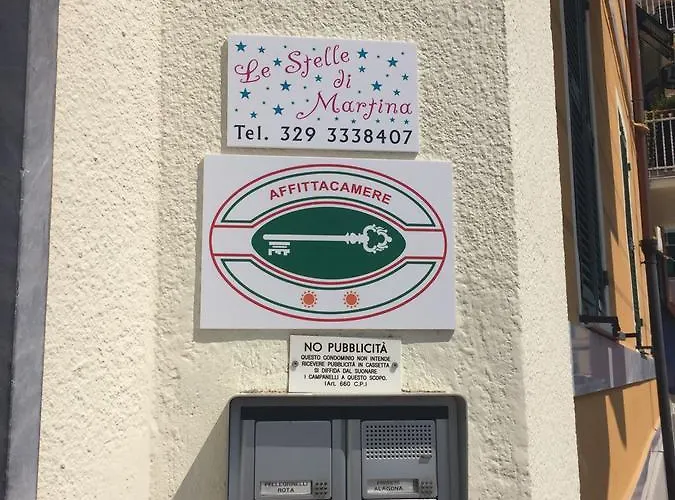 Le Stelle
di
Martina
Tel. 329 3338407
AFFITTACAMERE
NO PUBBLICITÀ
QUESTO CONDOMINIO NON INTENDE
RICEVERE PUBBLICITÀ IN CASSETTA
SI DIFFIDA DAL SUONARE
I CAMPANELLI A QUESTO SCOPO.
(Art. 660 C.P.)
ROTA
ALAGONA